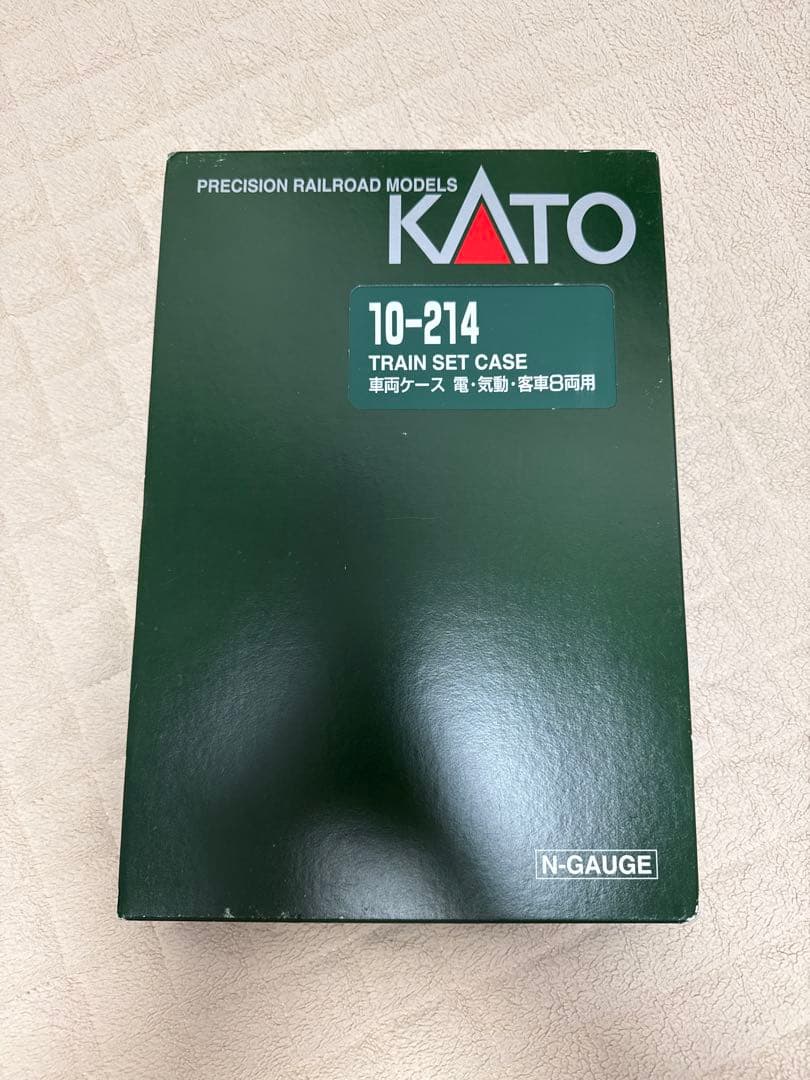 PRECISION RAILROAD MODELS
KATO
10-214
TRAIN SET CASE
車両ケース 電・気動・客車8両用
N-GAUGE